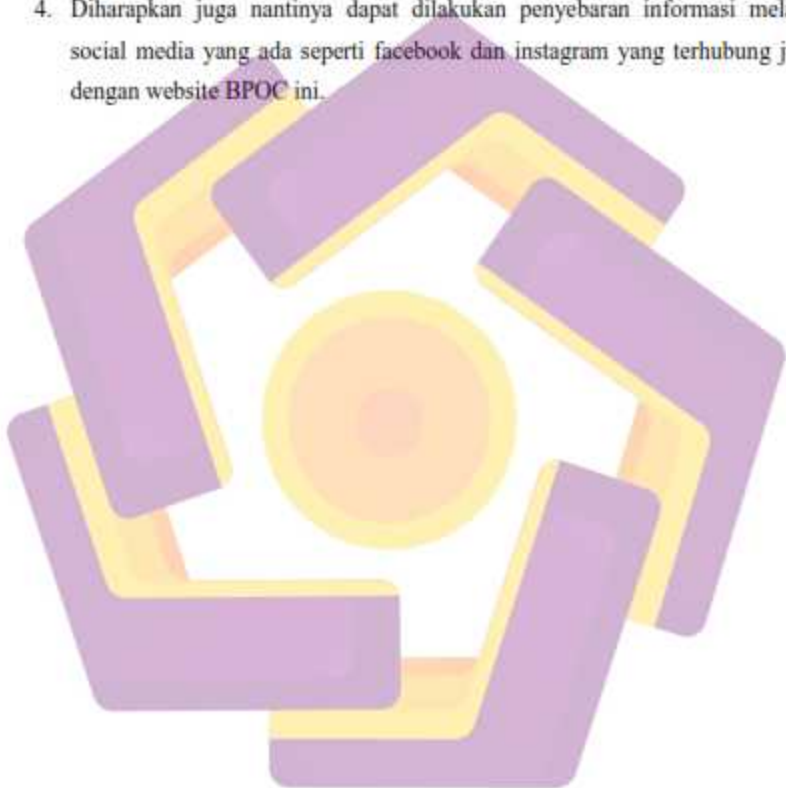 4. Diharapkan juga nantinya dapat dilakukan penyebaran informasi
social media yang ada seperti facebook dan instagram yang terhubung
dengan website BPOC ini.